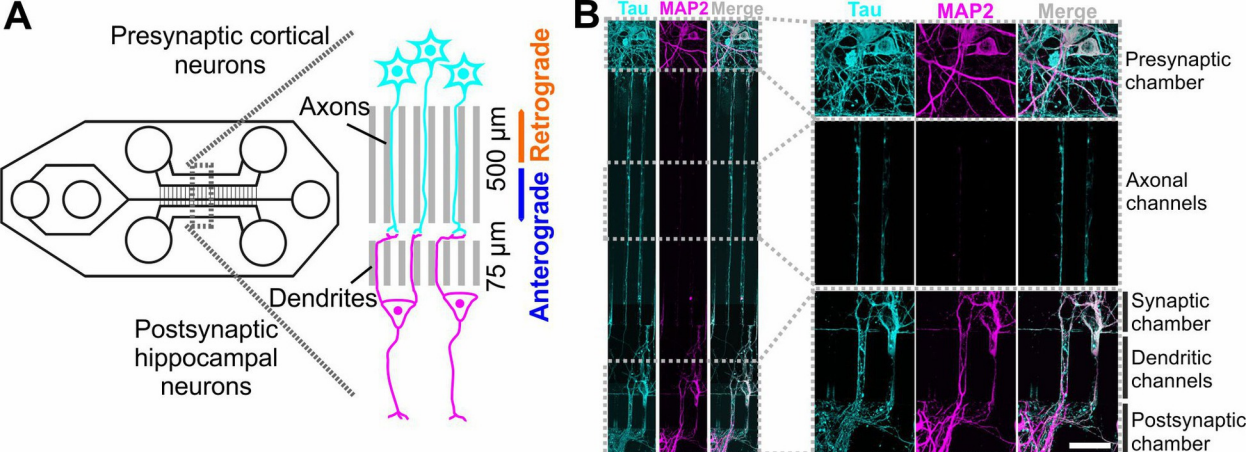 A
Presynaptic cortical
neurons
Axons
Dendrites
Postsynaptic
hippocampal
neurons
500 µm
75 µm
Retrograde
Anterograde
B
Tau MAP2 Merge
Tau MAP2 Merge
Presynaptic
chamber
Axonal
channels
Synaptic
chamber
Dendritic
channels
Postsynaptic
chamber